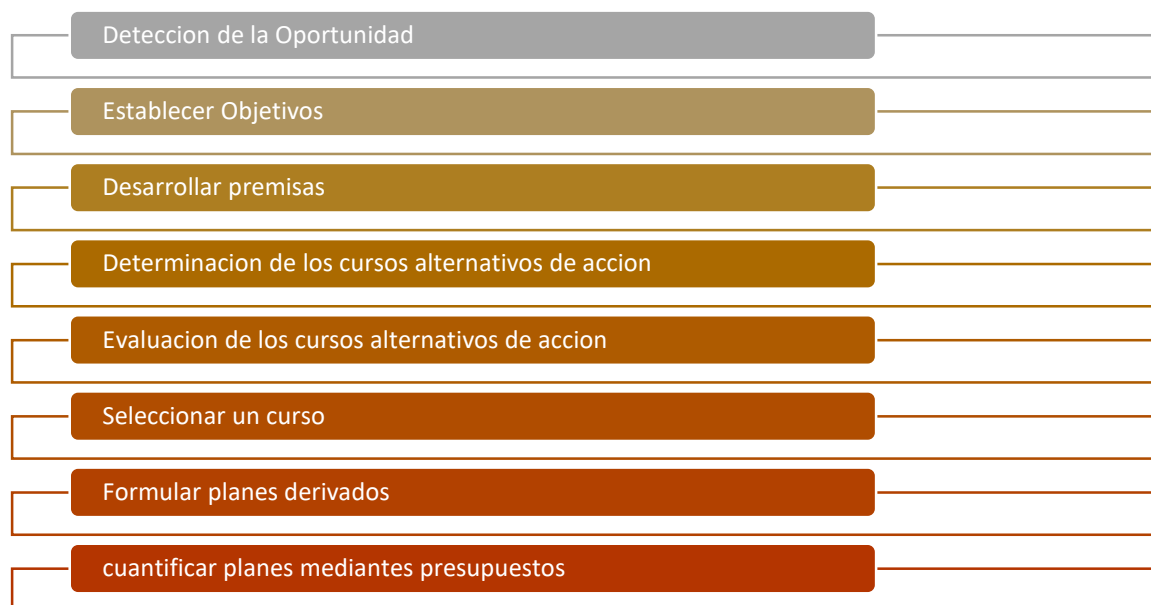 Deteccion de la Oportunidad
Establecer Objetivos
Desarrollar premisas
Determinacion de los cursos alternativos de accion
Evaluacion de los cursos alternativos de accion
Seleccionar un curso
Formular planes derivados
cuantificar planes mediantes presupuestos